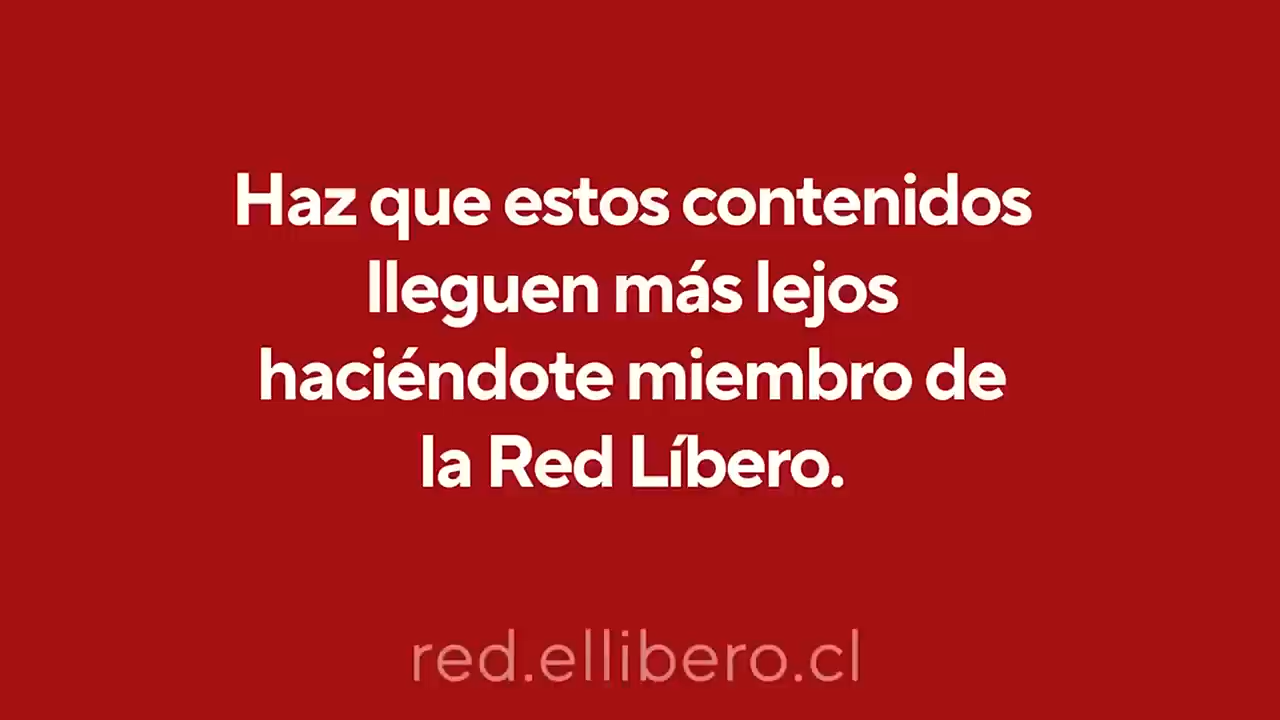 Haz que estos contenidos
lleguen más lejos
haciéndote miembro de
la Red Líbero.
red.ellibero.cl